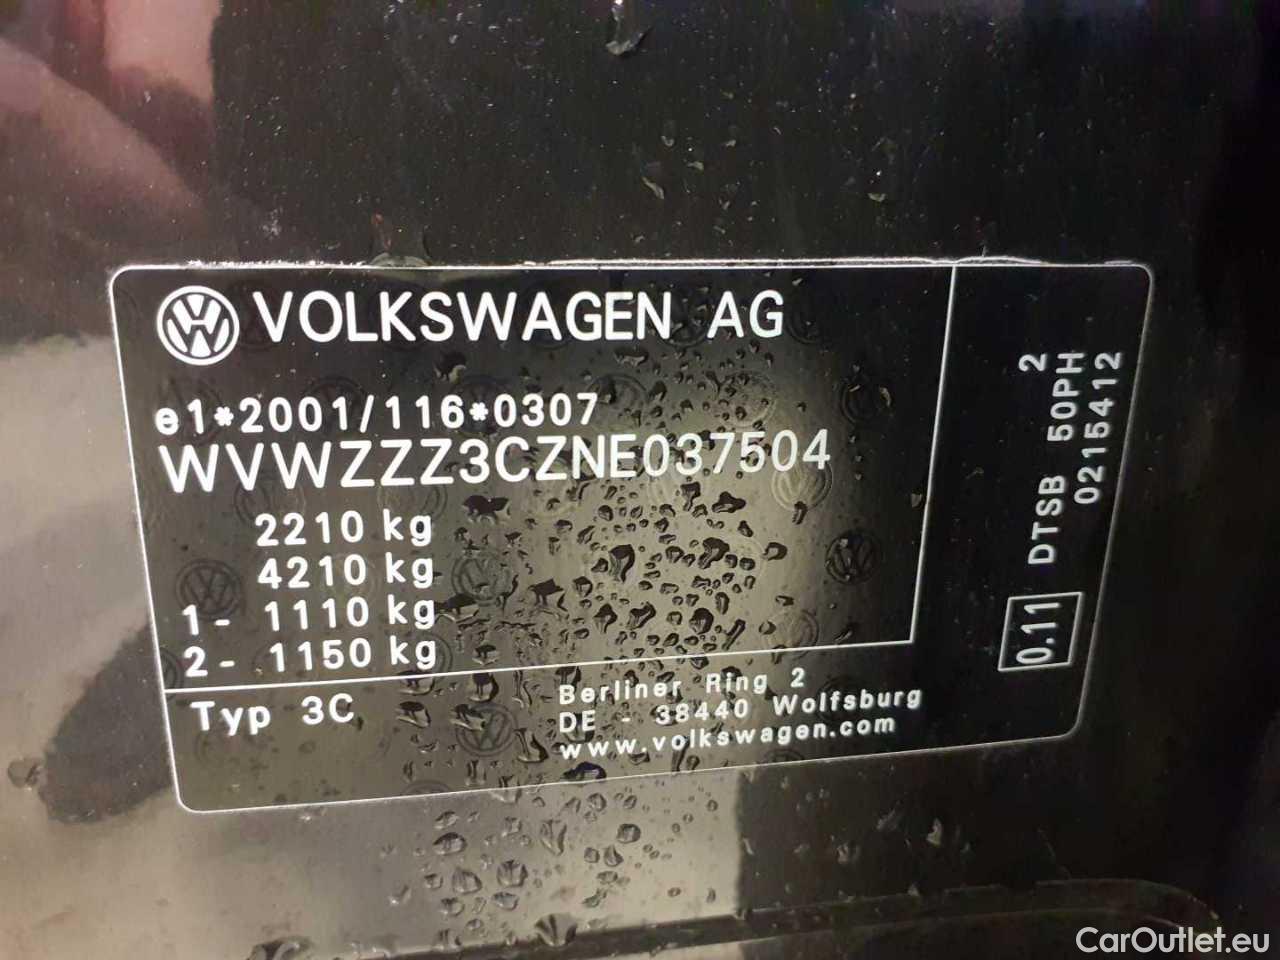 VOLKSWAGEN AG
e1*2001/116*0307
WVWZZZ3CZNE037504
2210 kg
4210 kg
1 - 1110 kg
2 - 1150 kg
Typ 3C
Berliner Ring 2
DE - 38440 Wolfsburg
www.volkswagen.com
0.11 DTSB 50PH 2
0215412
CarOutlet.eu